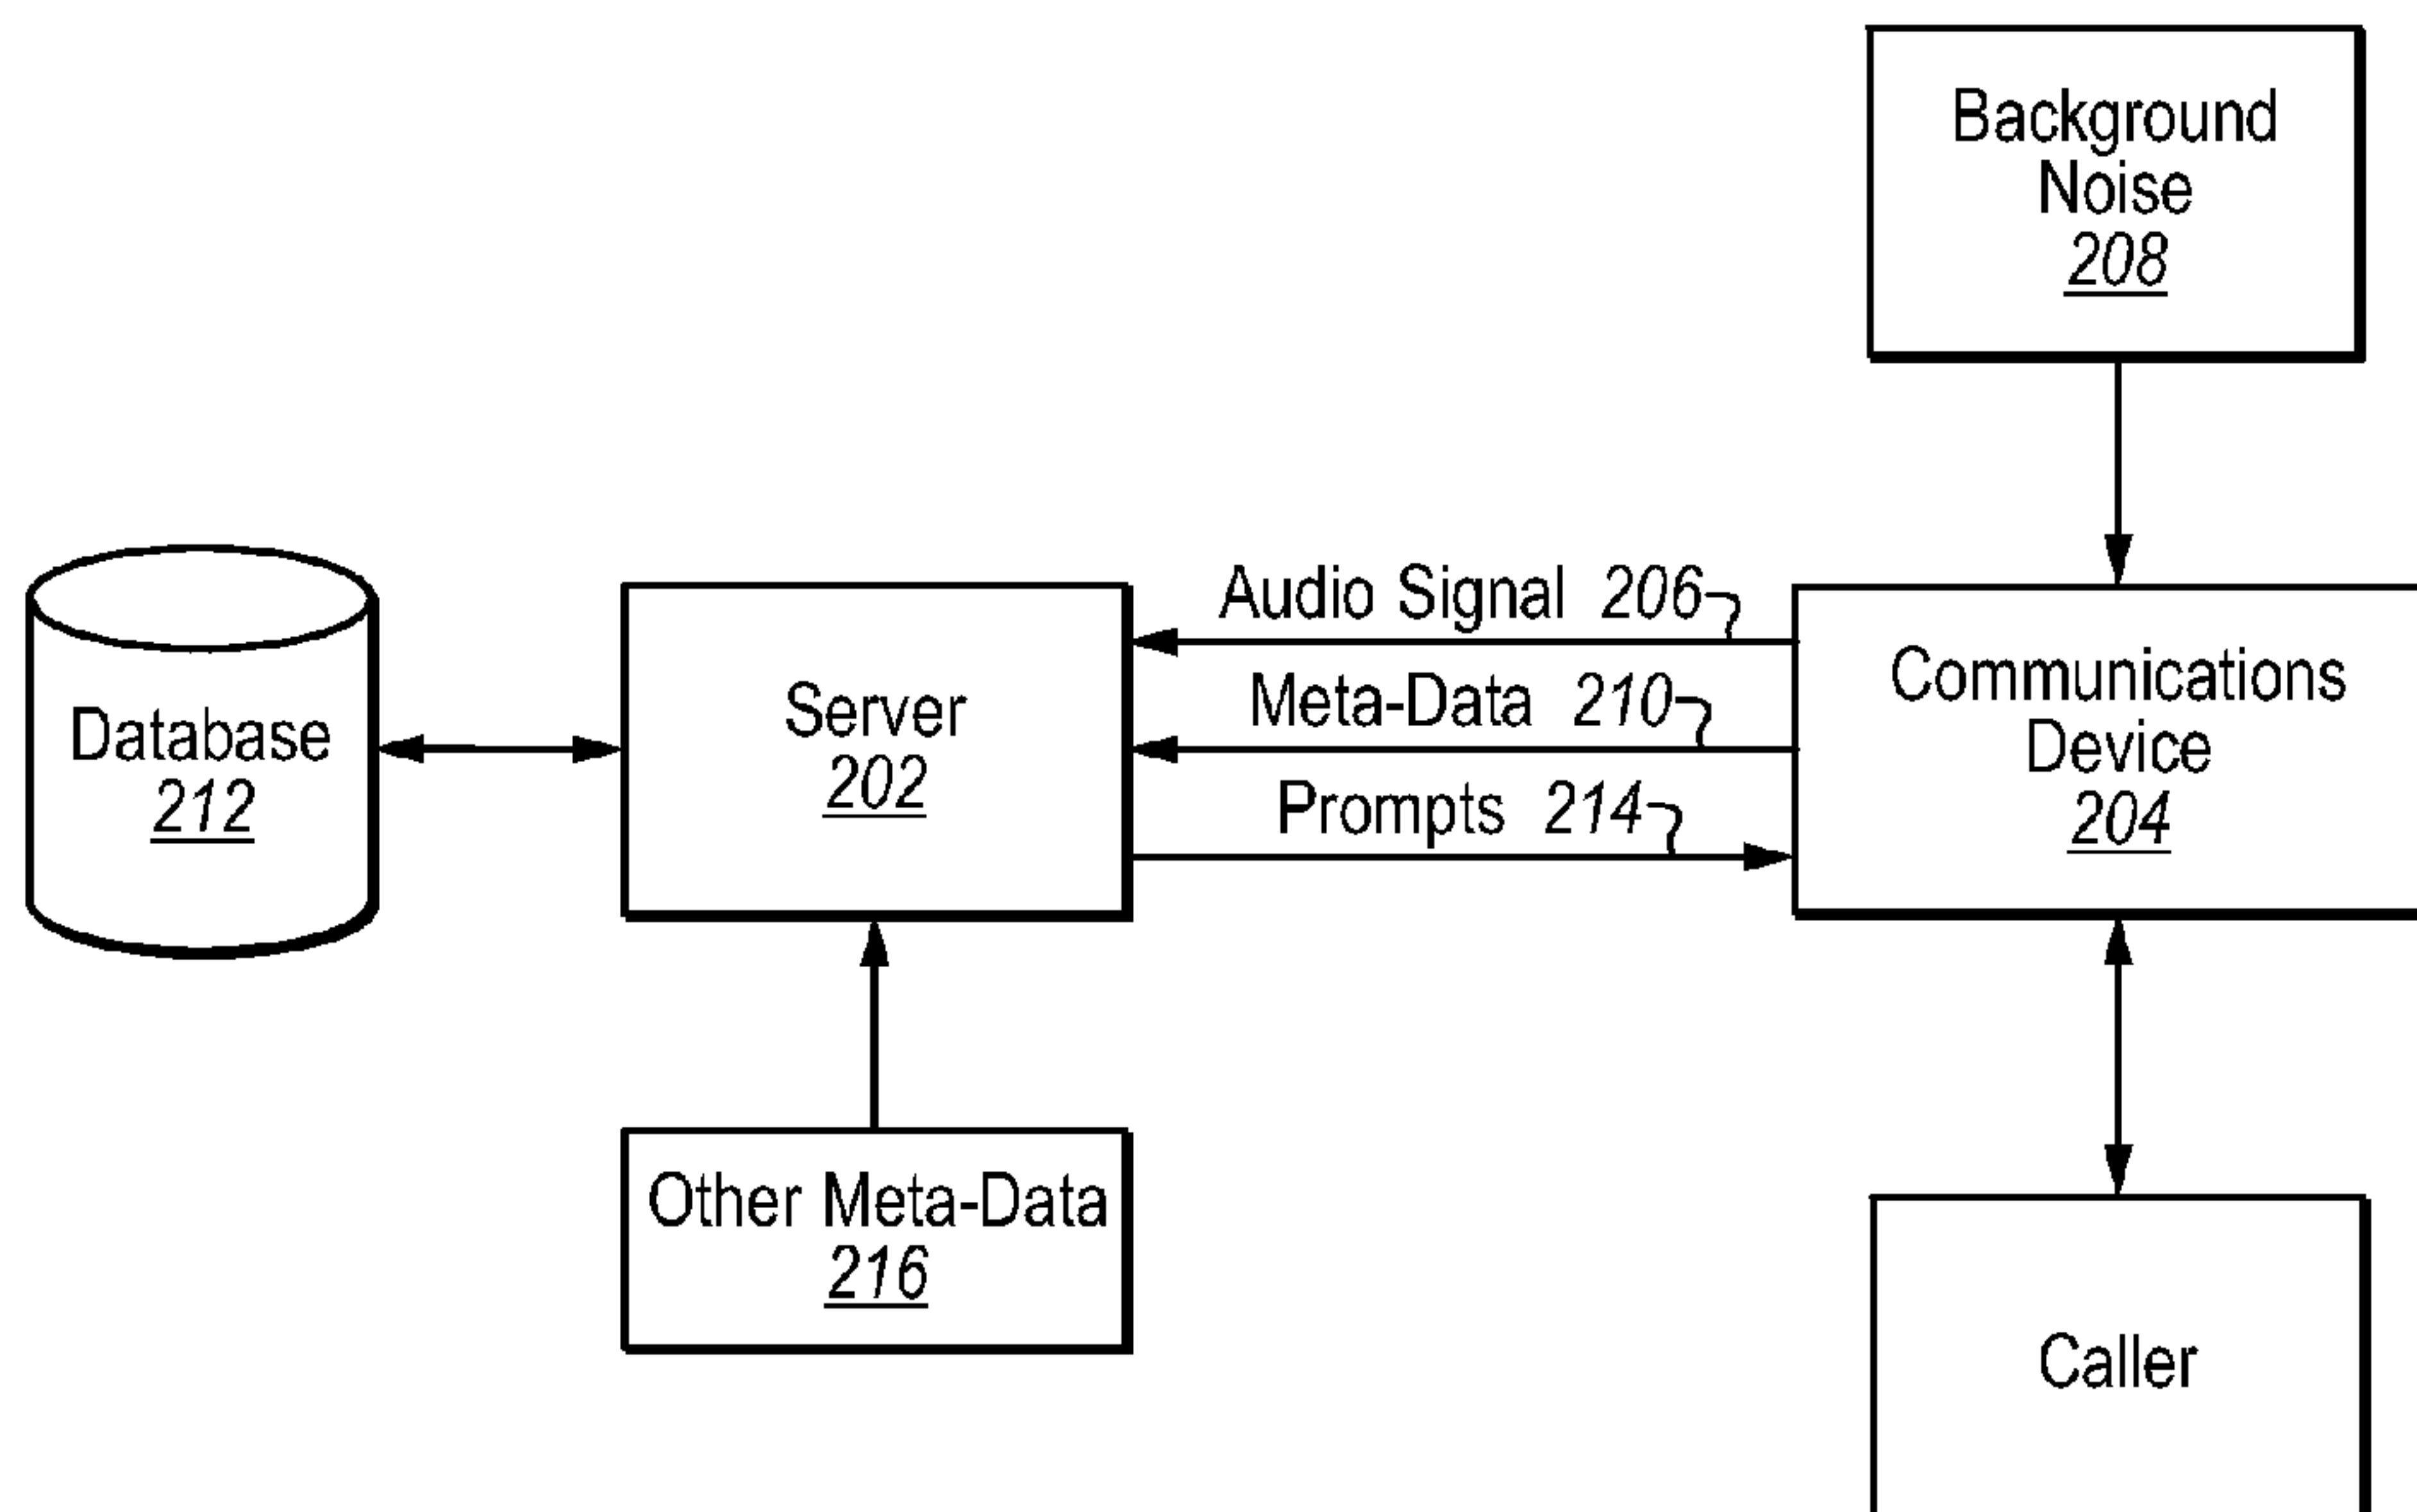 Background
Noise
208
Audio Signal 206
Meta-Data 210
Prompts 214
Communications
Device
204
Server
202
Database
212
Other Meta-Data
216
Caller